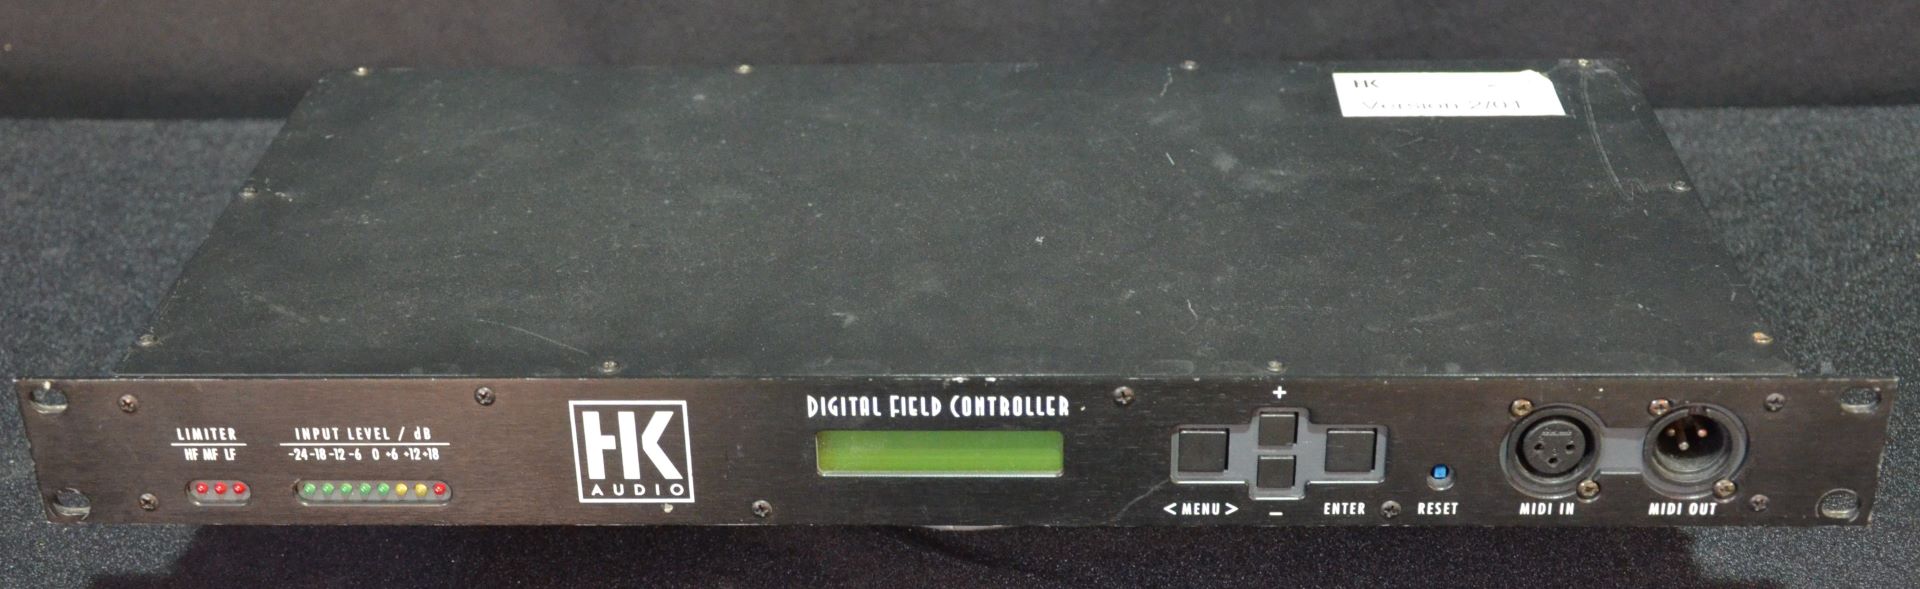 HK
Version 2/01
DIGITAL FIELD CONTROLLER
LIMITER
HF MF LF
INPUT LEVEL / dB
-24 -18 -12 -6 0 +6 +12 +18
HK
AUDIO
+
< MENU >
-
ENTER
RESET
MIDI IN
MIDI OUT